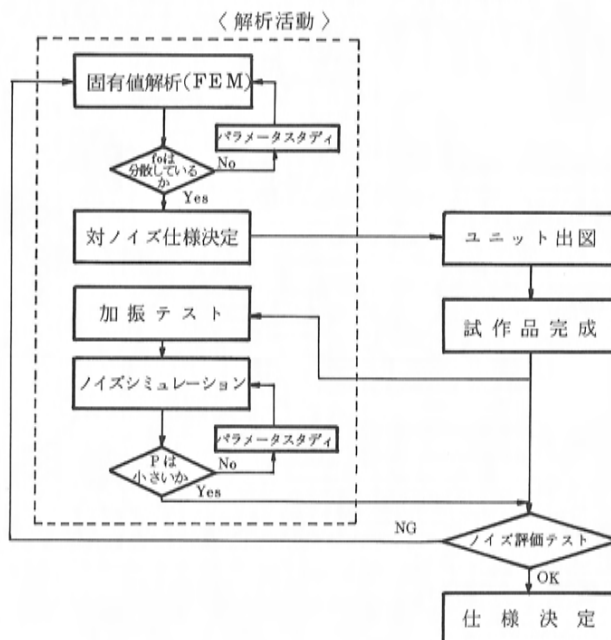 〈解析活動〉
固有値解析(FEM)
パラメータスタディ
foは
分散している
か
No
Yes
対ノイズ仕様決定
ユニット出図
加振テスト
試作品完成
ノイズシミュレーション
パラメータスタディ
Pは
小さいか
No
Yes
NG
ノイズ評価テスト
OK
仕様決定